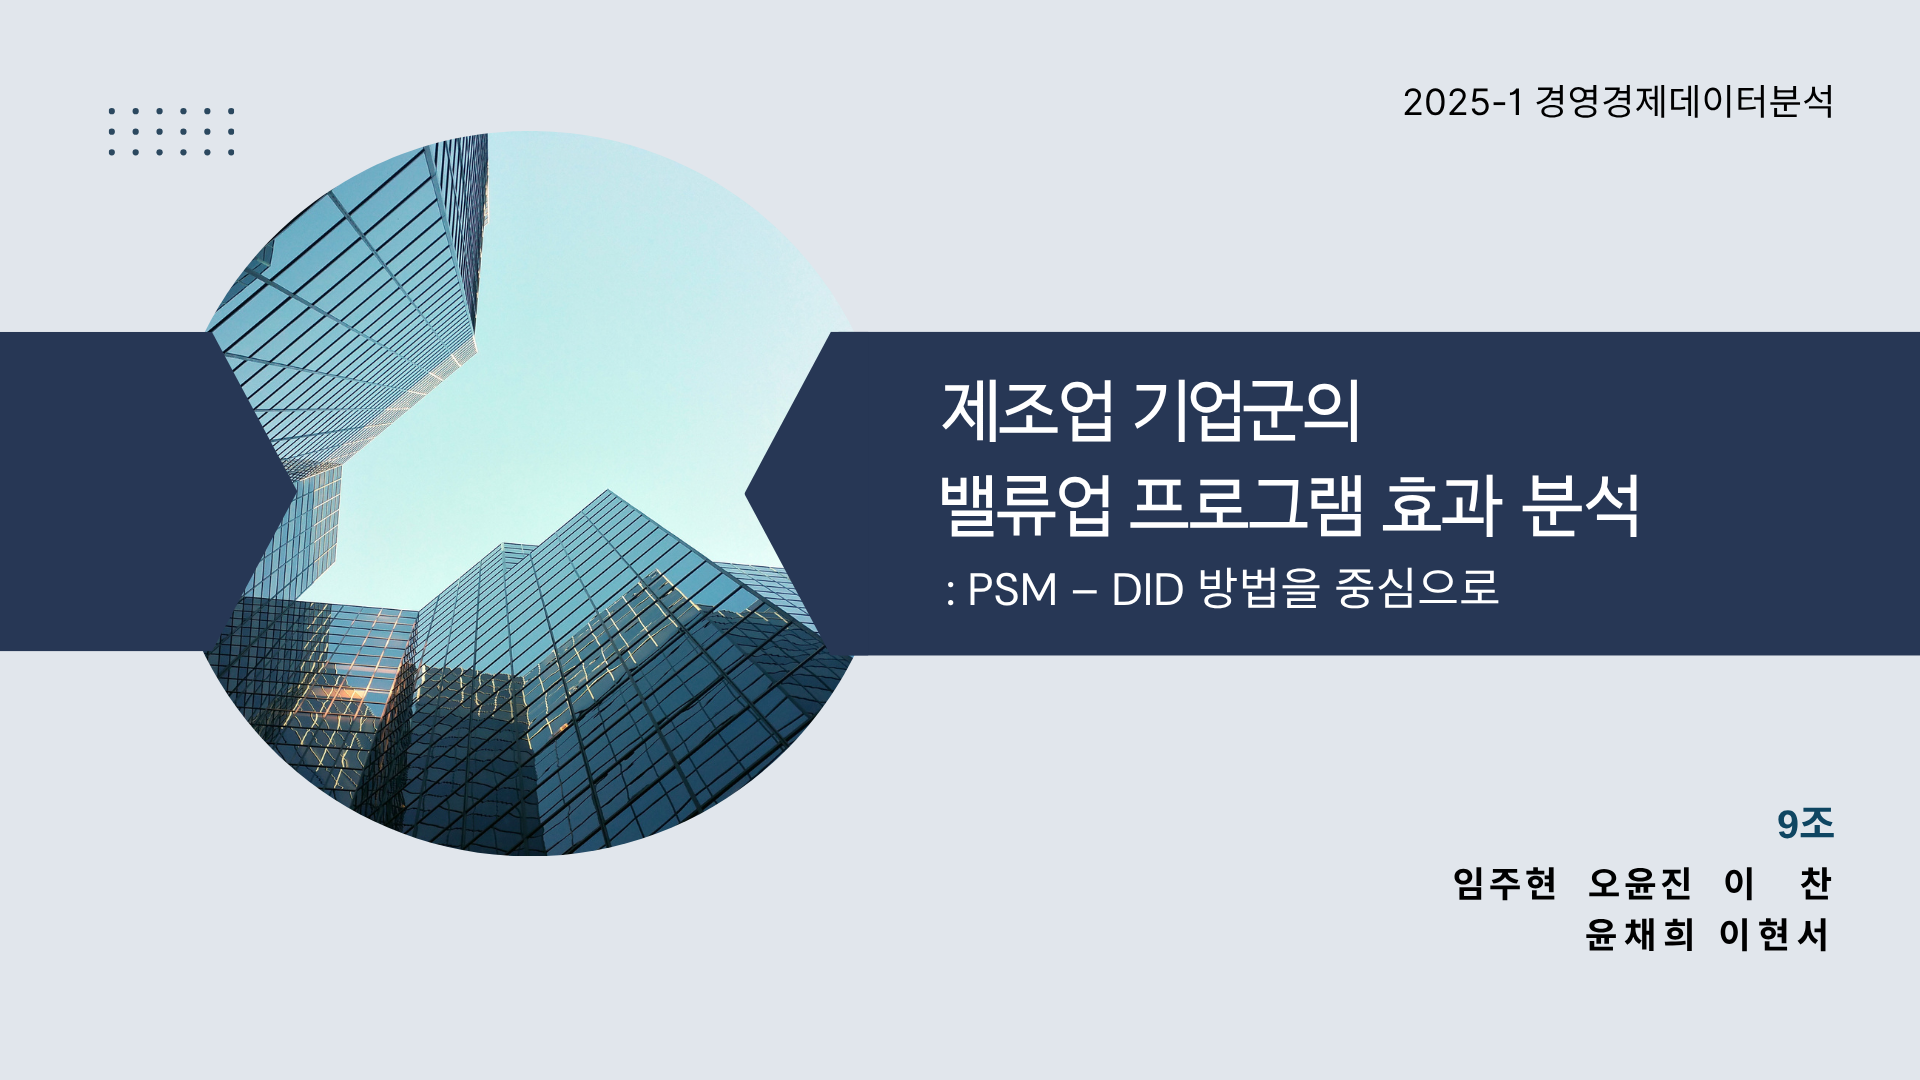 2025-1 경영경제데이터분석
제조업 기업군의
밸류업 프로그램 효과 분석
: PSM – DID 방법을 중심으로
9조
임주현 오윤진 이 찬
윤채희 이현서